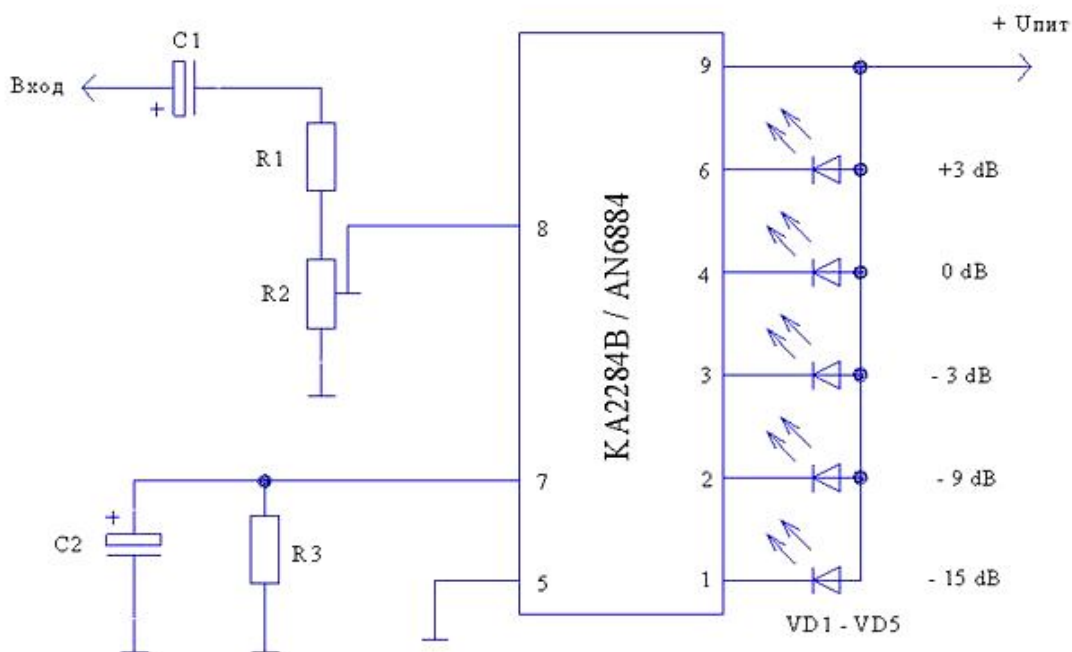 + Uпит
C1
Вход
+
R1
R2
8
9
6
+3 dB
4
0 dB
KA2284B / AN6884
3
- 3 dB
7
2
- 9 dB
+
C2
R3
5
1
- 15 dB
VD1 - VD5